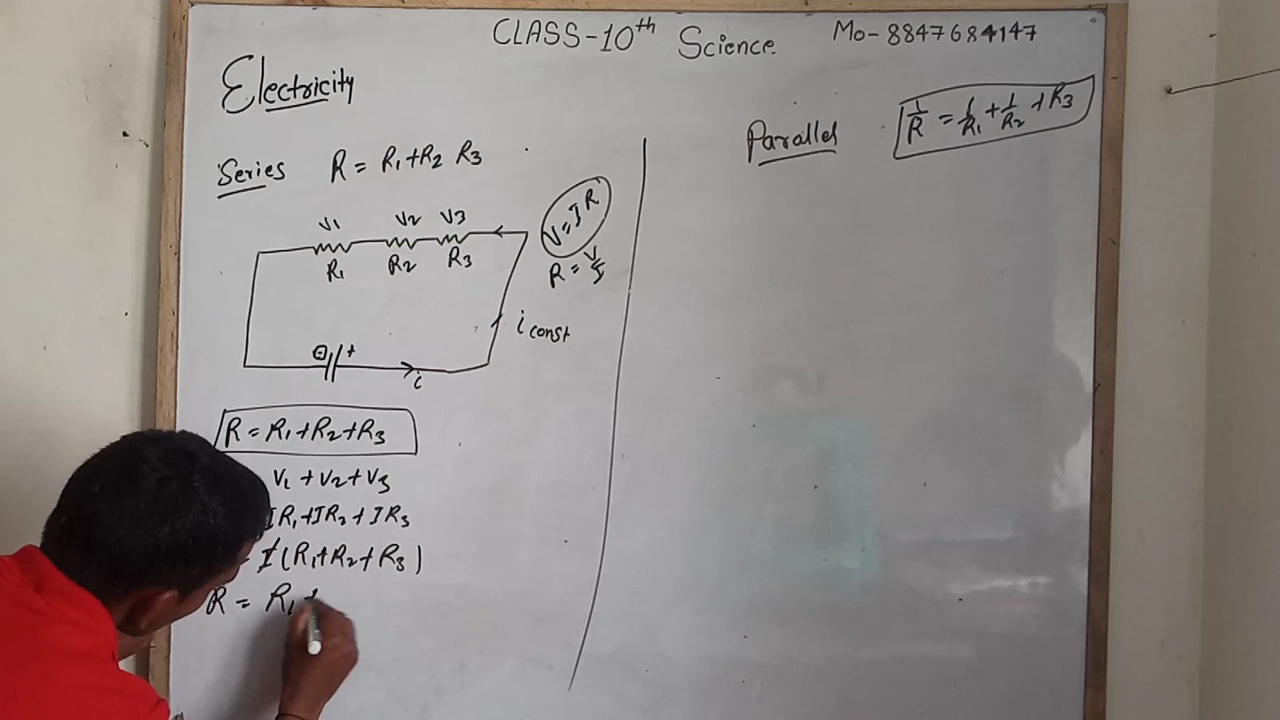 CLASS-10th Science Mo-8847684147
Electricity
Series R = R1+R2 R3
V1 V2 V3
R1 R2 R3
V=IR
R = V/I
i const
⊖ +
i
R = R1+R2+R3
V1 + V2 + V3
IR1+IR2+IR3
= I(R1+R2+R3)
R = R1 +
Parallel 1/R = 1/R1 + 1/R2 + R3